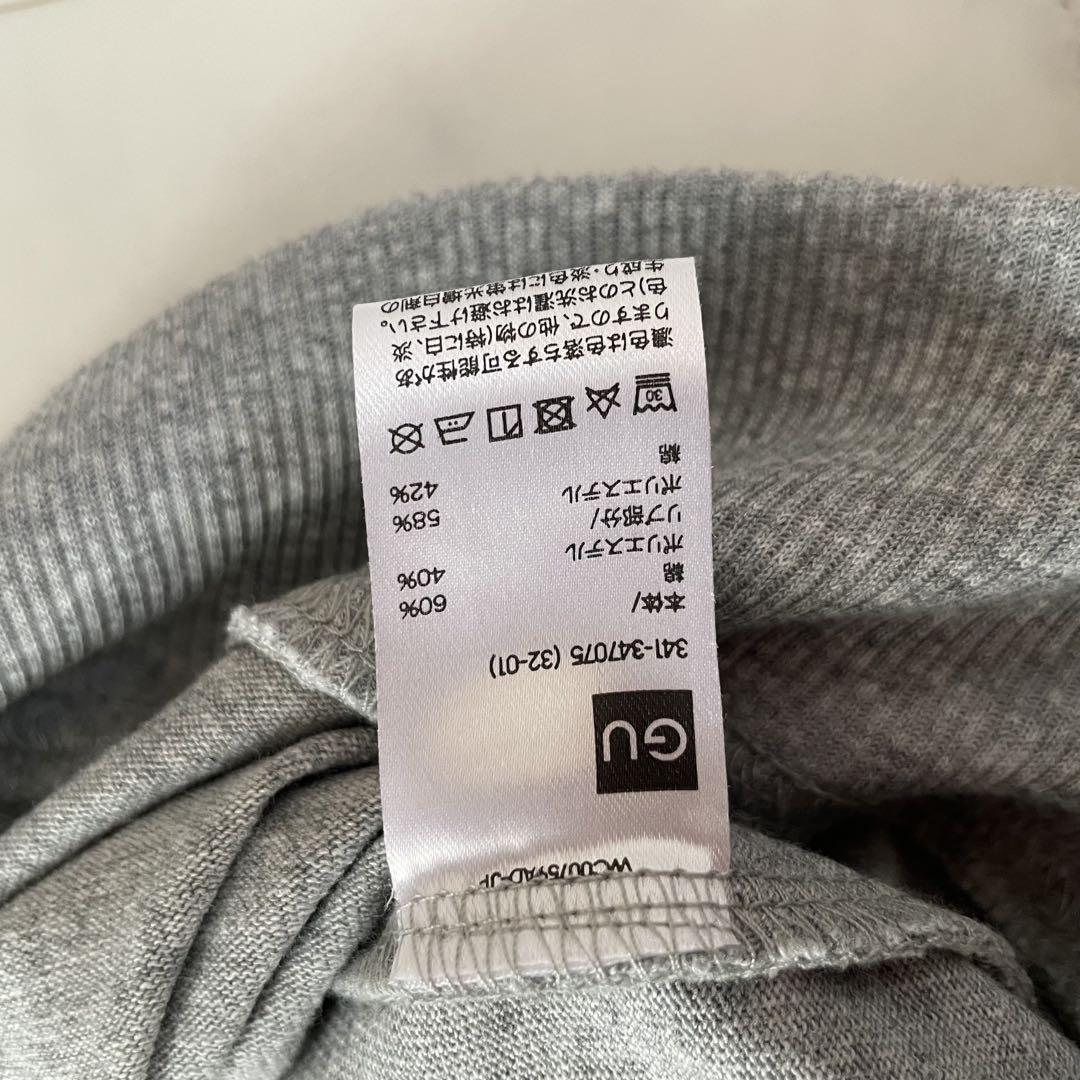 GU
341-347075 (32-01)
本体/ 60%
綿 40%
ポリエステル
リブ部分/ 58%
ポリエステル 42%
綿
30
濃色は色落ちする可能性があ
りますので、他の物(特に白、淡
色)とのお洗濯はお避け下さい。
生成り・淡色には蛍光増白剤の